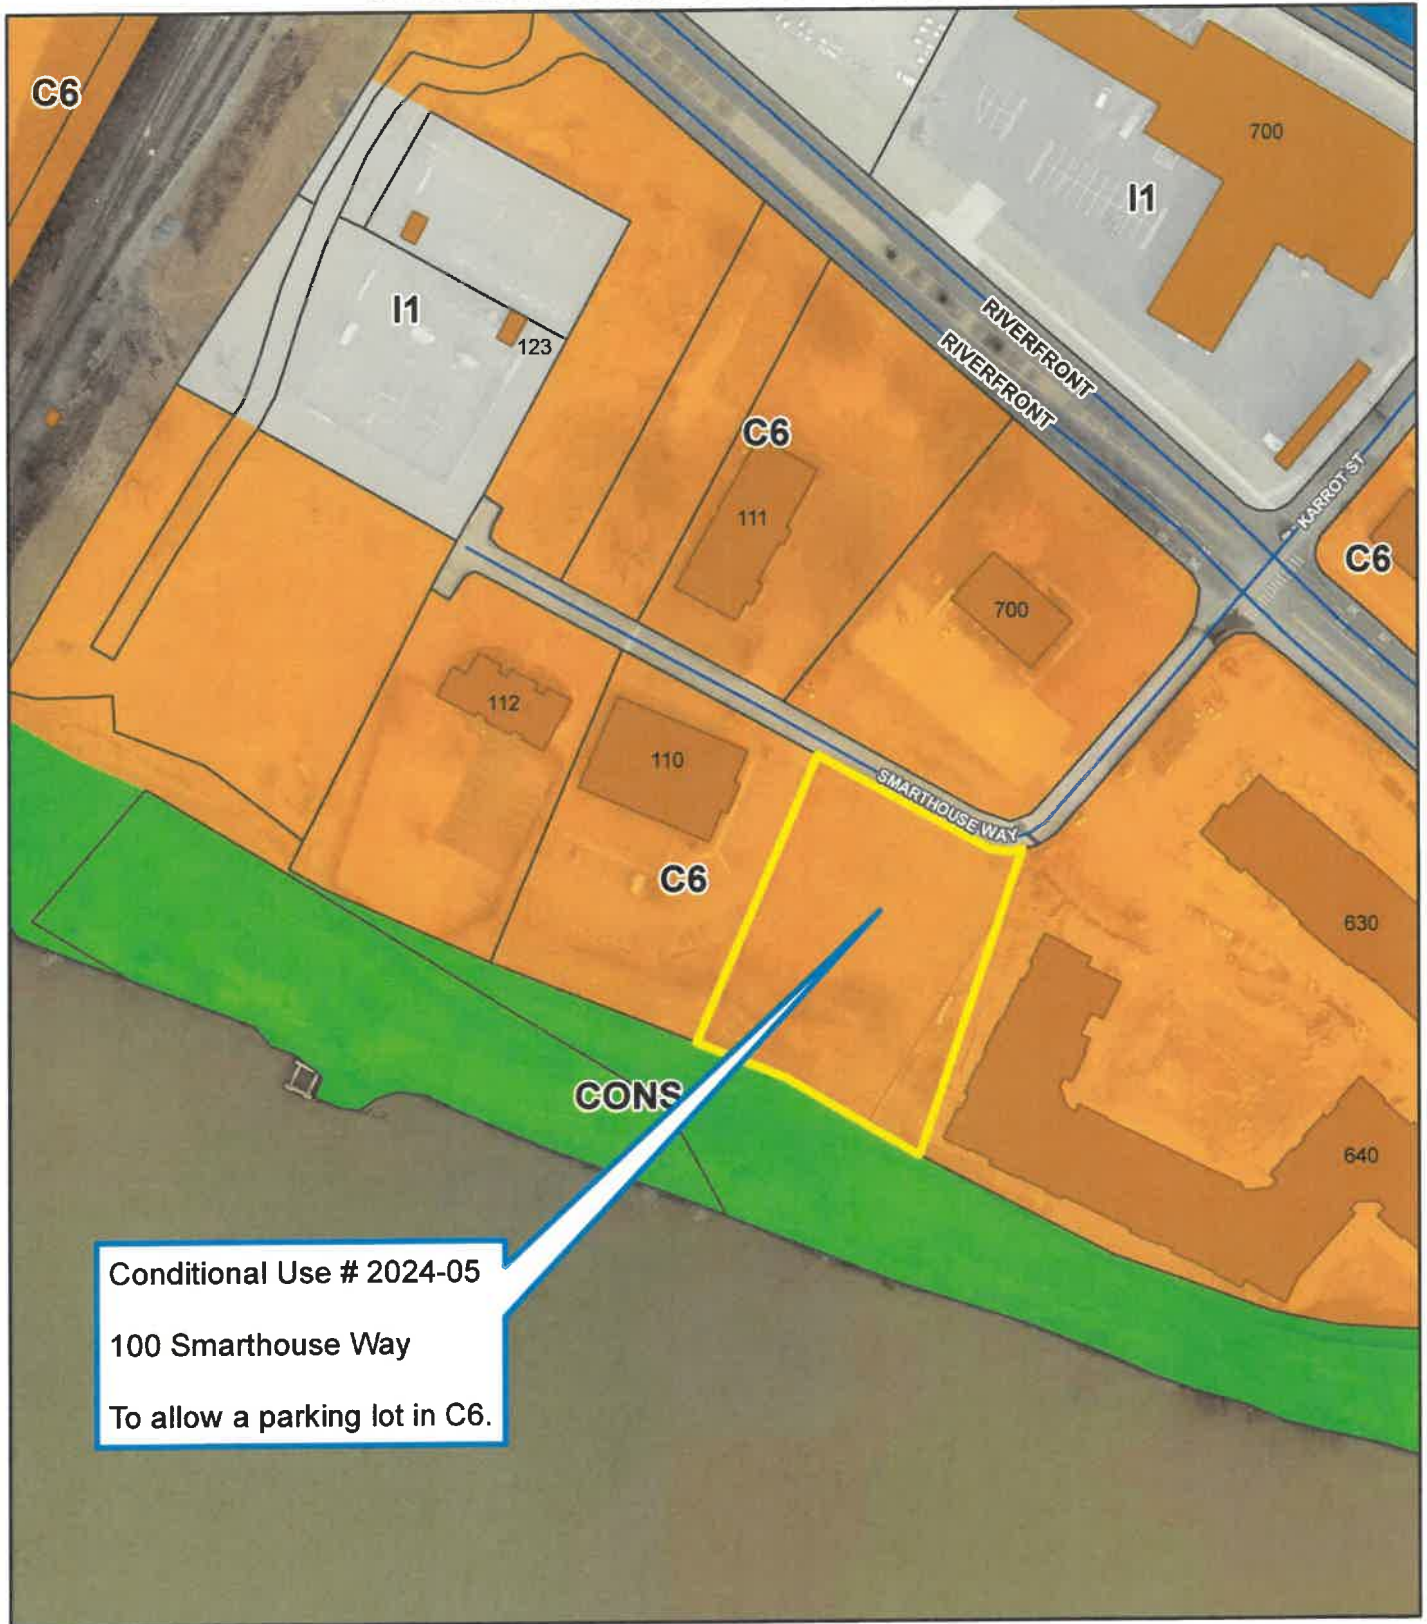 C6
700
I1
I1
123
RIVERFRONT
RIVERFRONT
C6
KARROT ST
111
C6
700
112
110
SMARTHOUSE WAY
C6
630
CONS
640
Conditional Use # 2024-05
100 Smarthouse Way
To allow a parking lot in C6.